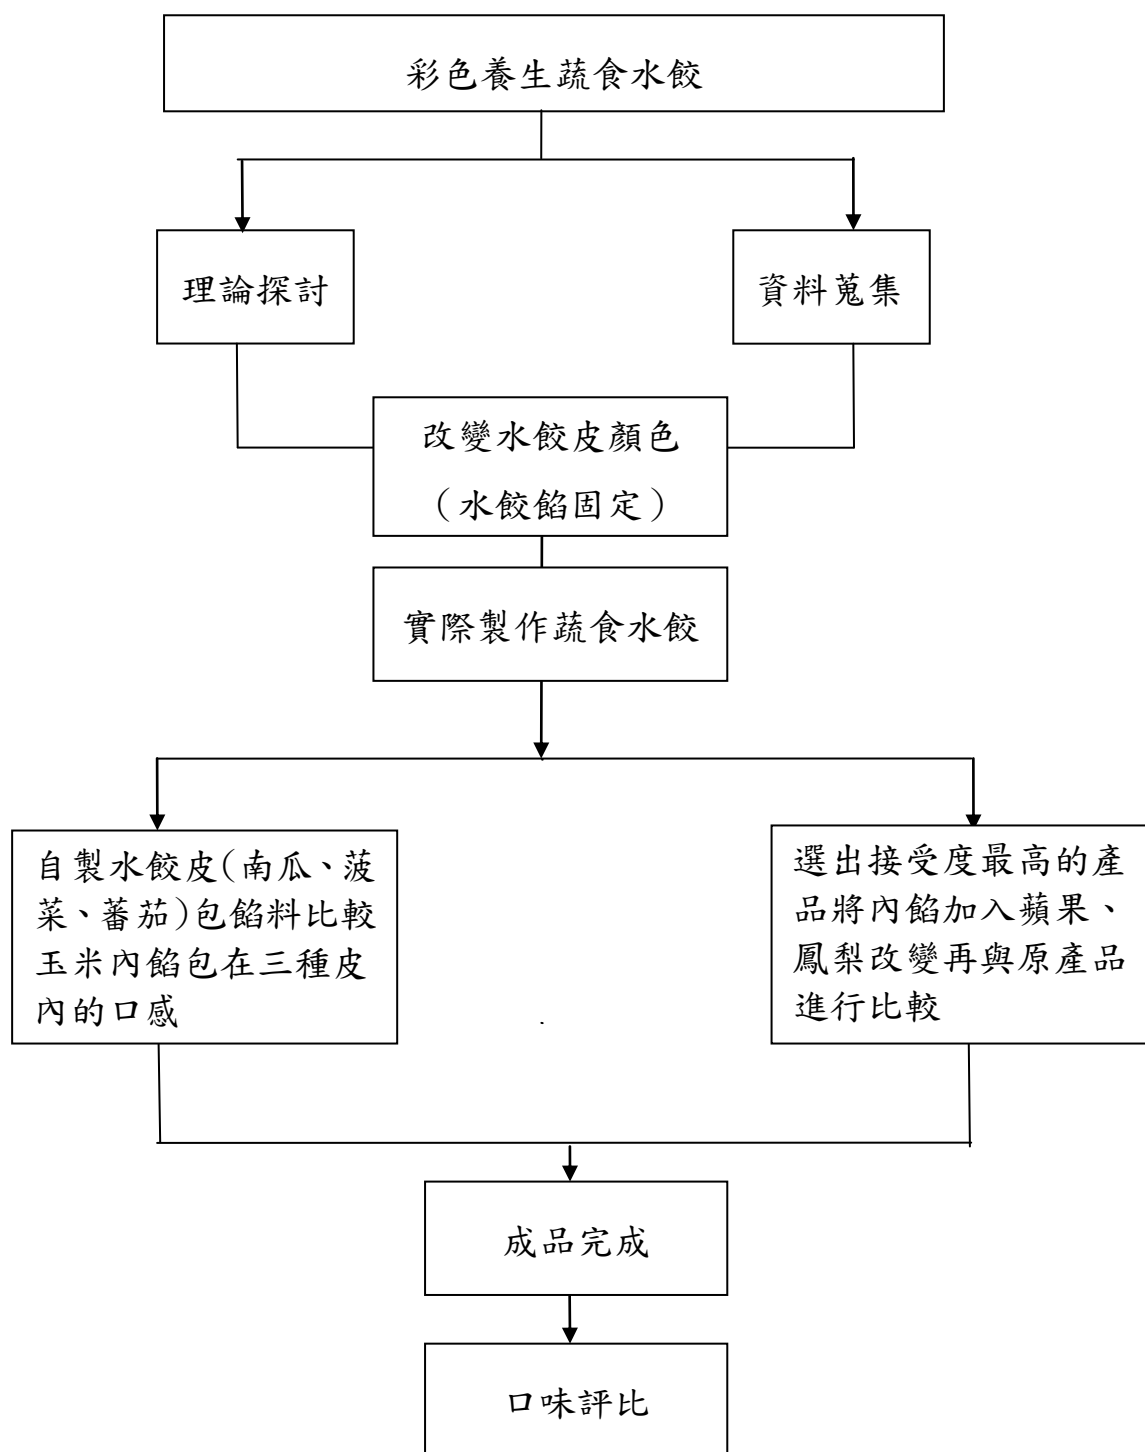 彩色養生蔬食水餃
理論探討
資料蒐集
改變水餃皮顏色
（水餃餡固定）
實際製作蔬食水餃
自製水餃皮(南瓜、菠
菜、蕃茄)包餡料比較
玉米內餡包在三種皮
內的口感
選出接受度最高的產
品將內餡加入蘋果、
鳳梨改變再與原產品
進行比較
成品完成
口味評比